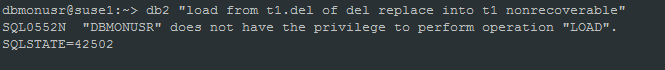 dbmonusr@suse1:~> db2 "load from t1.del of del replace into t1 nonrecoverable"
SQL0552N  "DBMONUSR" does not have the privilege to perform operation "LOAD".
SQLSTATE=42502